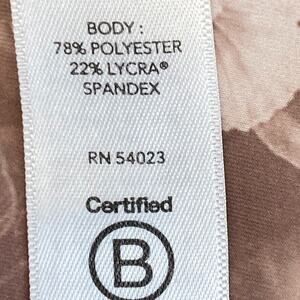 BODY :
78% POLYESTER
22% LYCRA®
SPANDEX
RN 54023
Certified
B